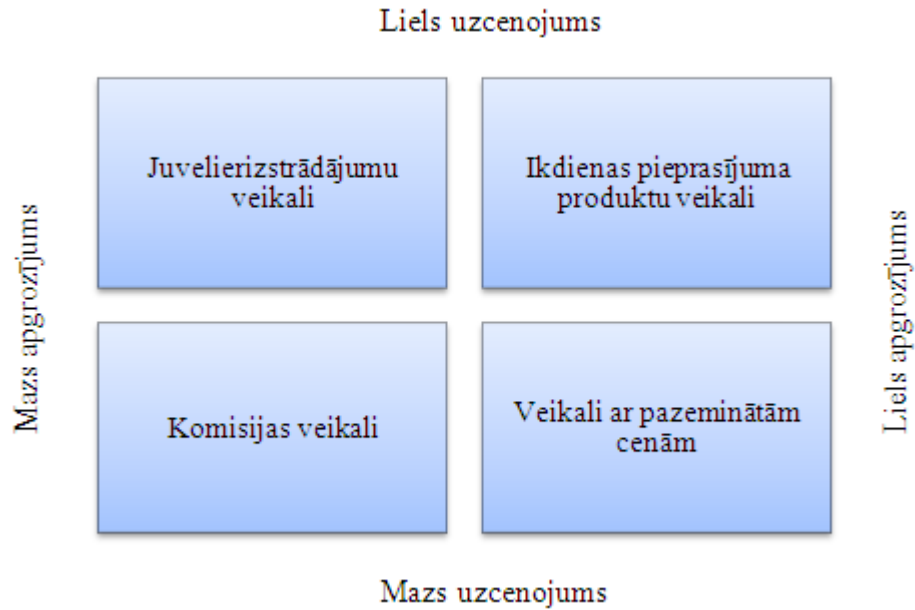 Liels uzcenojums
Juvelierizstrādājumu
veikali
Ikdienas pieprasījuma
produktu veikali
Mazs apgrozījums
Liels apgrozījums
Komisijas veikali
Veikali ar pazeminātām
cenām
Mazs uzcenojums